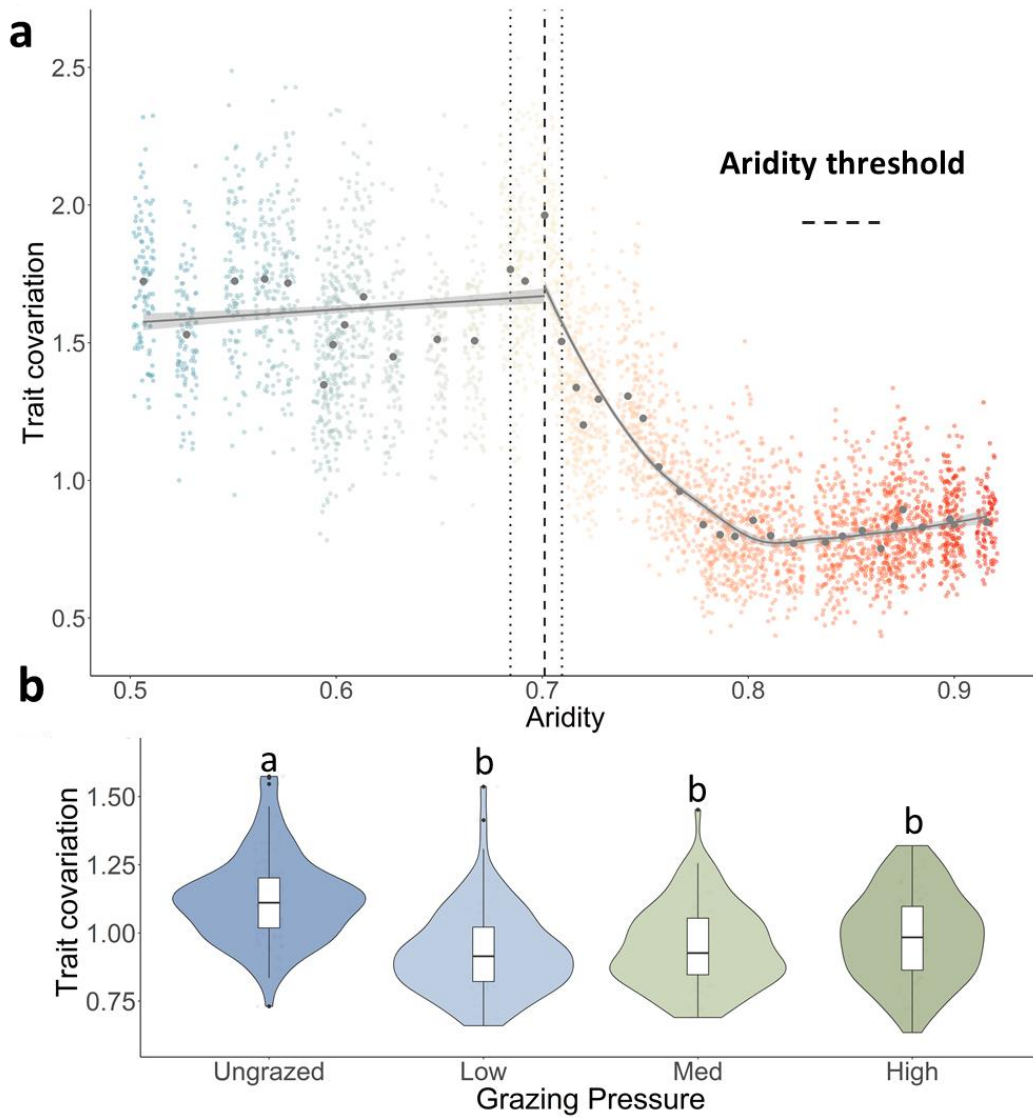 a
Aridity threshold
Trait covariation
2.5
2.0
1.5
1.0
0.5
0.5 0.6 0.7 0.8 0.9
Aridity
b
Trait covariation
1.50
1.25
1.00
0.75
a b b b
Ungrazed Low Med High
Grazing Pressure